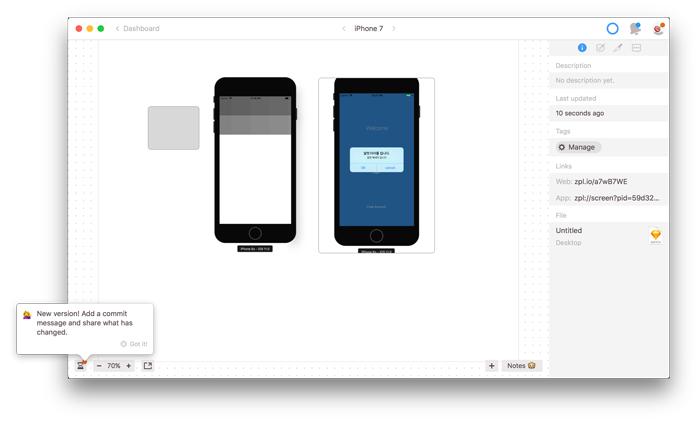 Dashboard
iPhone 7
Description
No description yet.
Last updated
10 seconds ago
Tags
Manage
Links
Web: zpl.io/a7wB7WE
App: zpl://screen?pid=59d32...
File
Untitled
Desktop
Welcome
New version! Add a commit
message and share what has
changed.
Got it!
70%
Notes